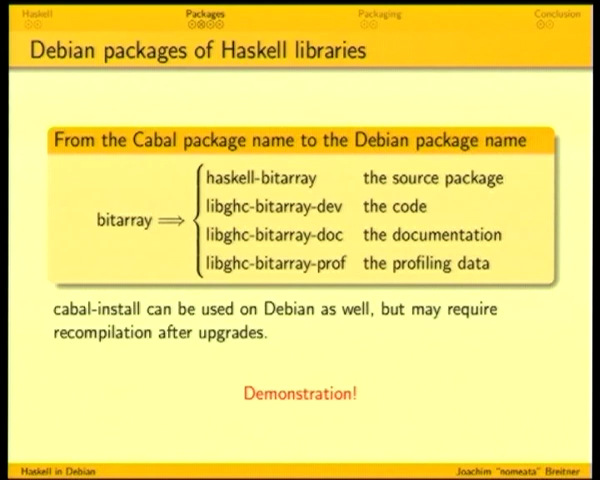 Haskell Packages Packaging Conclusion
Debian packages of Haskell libraries
From the Cabal package name to the Debian package name
bitarray ⟹
haskell-bitarray the source package
libghc-bitarray-dev the code
libghc-bitarray-doc the documentation
libghc-bitarray-prof the profiling data
cabal-install can be used on Debian as well, but may require
recompilation after upgrades.
Demonstration!
Haskell in Debian Joachim "nomeata" Breitner